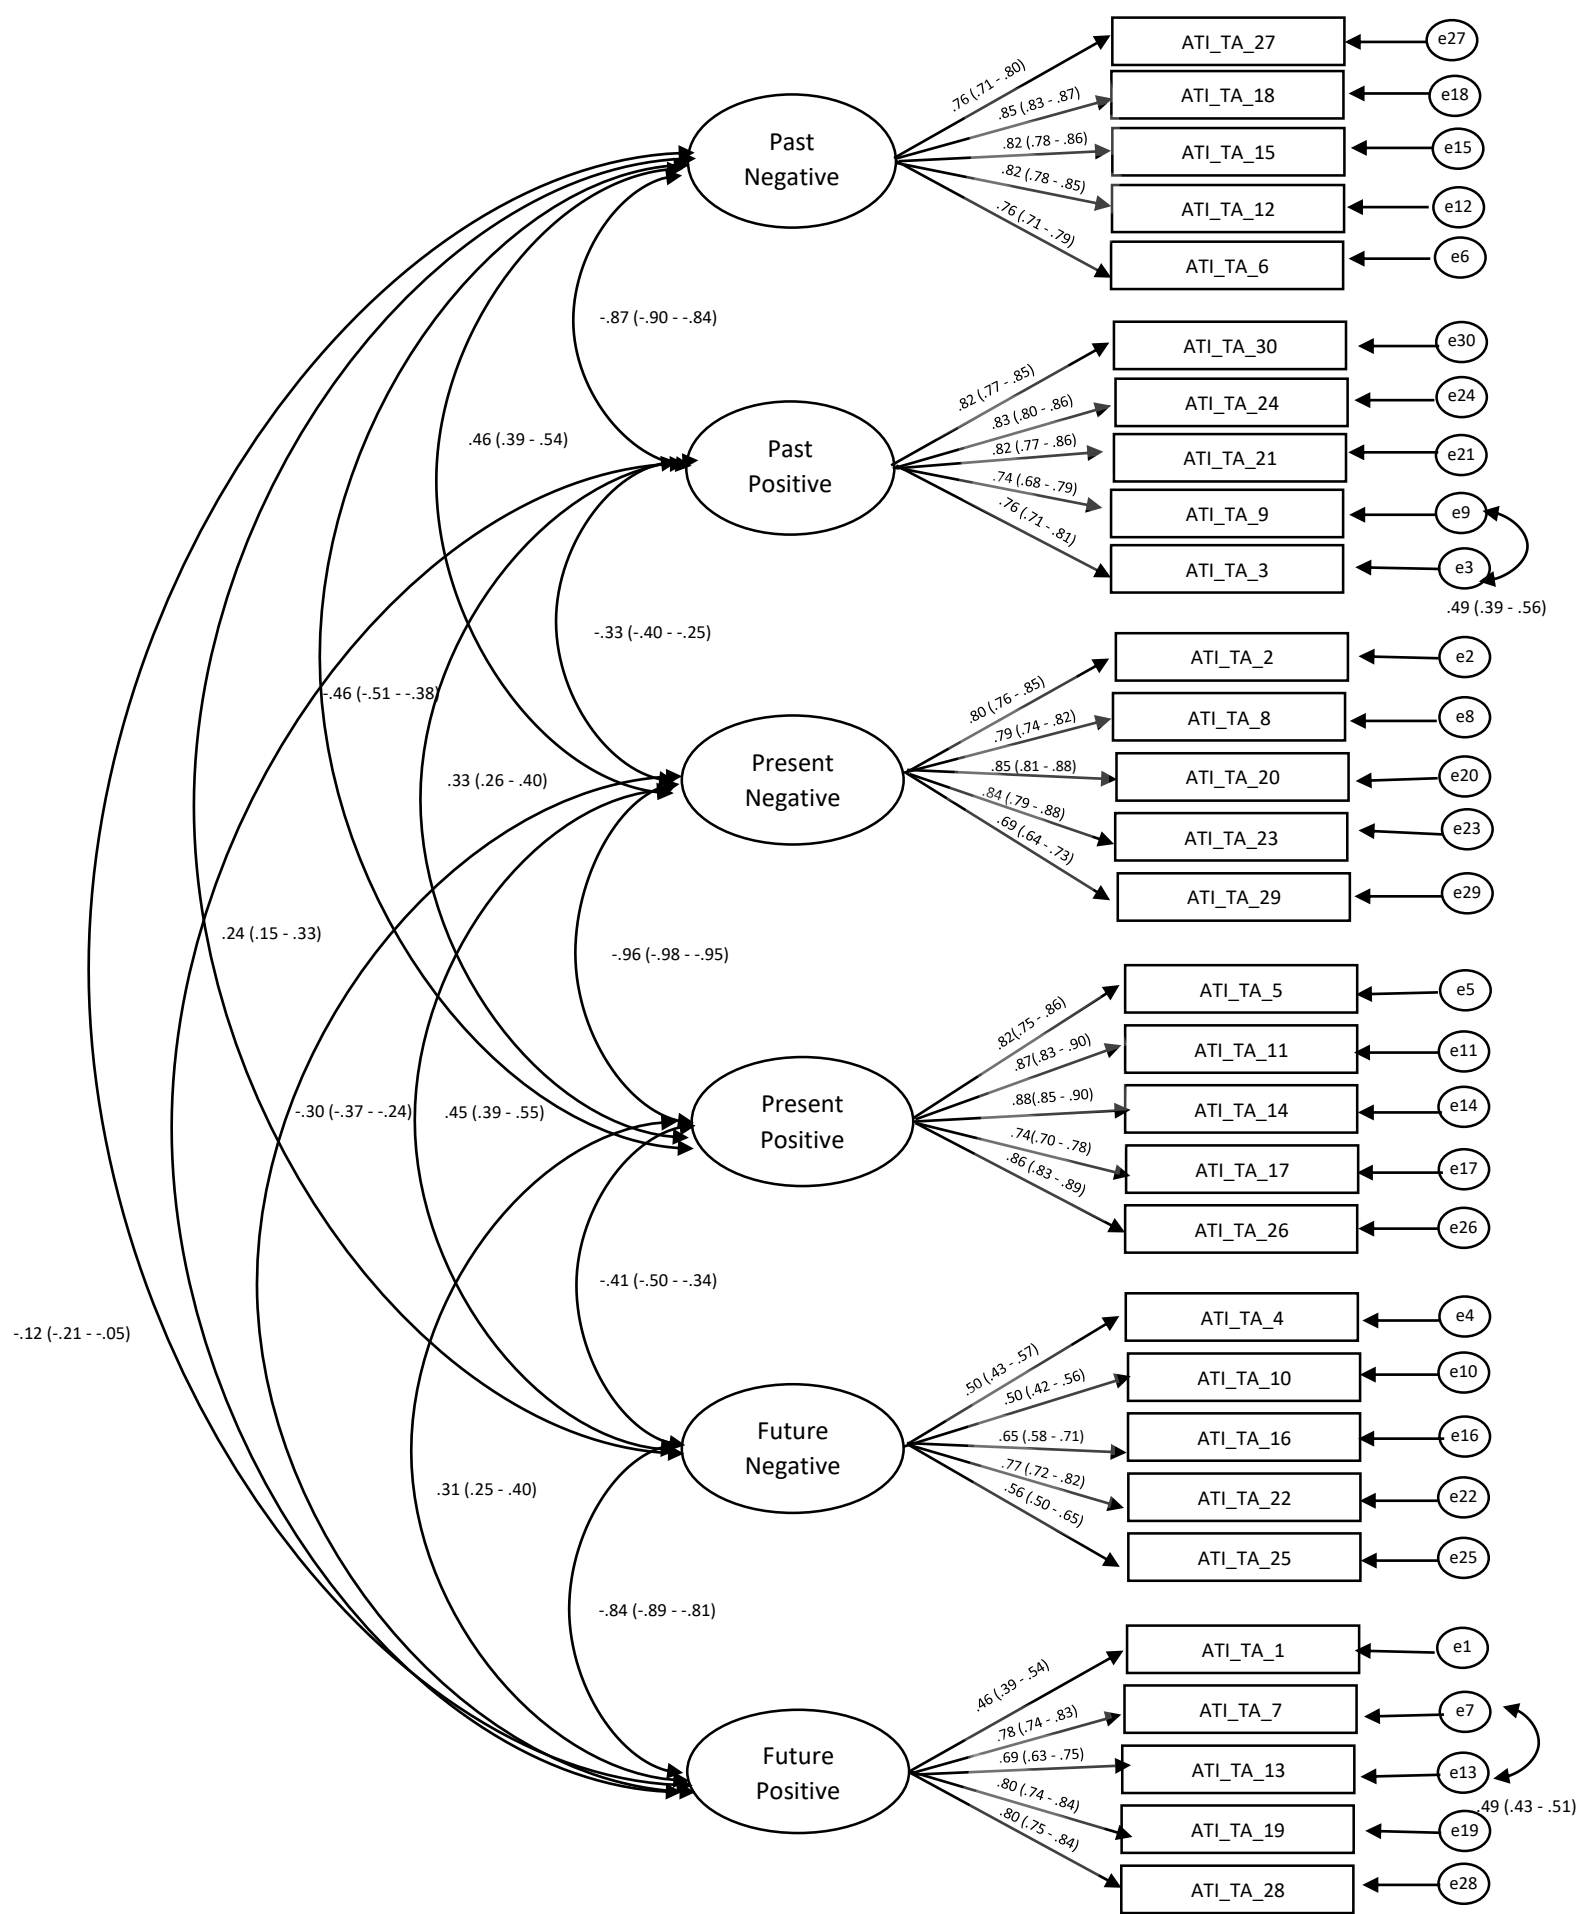 Past
Negative
.76 (.71 - .80)
.85 (.83 - .87)
.82 (.78 - .86)
.82 (.78 - .85)
.76 (.71 - .79)
ATI_TA_27
e27
ATI_TA_18
e18
ATI_TA_15
e15
ATI_TA_12
e12
ATI_TA_6
e6
-.87 (-.90 - -.84)
Past
Positive
.82 (.77 - .85)
.83 (.80 - .86)
.82 (.77 - .86)
.74 (.68 - .79)
.76 (.71 - .81)
ATI_TA_30
e30
ATI_TA_24
e24
ATI_TA_21
e21
ATI_TA_9
e9
ATI_TA_3
e3
.49 (.39 - .56)
.46 (.39 - .54)
-.33 (-.40 - -.25)
-.46 (-.51 - -.38)
Present
Negative
.80 (.76 - .85)
.79 (.74 - .82)
.85 (.81 - .88)
.84 (.79 - .88)
.69 (.64 - .73)
ATI_TA_2
e2
ATI_TA_8
e8
ATI_TA_20
e20
ATI_TA_23
e23
ATI_TA_29
e29
.33 (.26 - .40)
.24 (.15 - .33)
-.96 (-.98 - -.95)
Present
Positive
.82(.75 - .86)
.87(.83 - .90)
.88(.85 - .90)
.74(.70 - .78)
.86 (.83 - .89)
ATI_TA_5
e5
ATI_TA_11
e11
ATI_TA_14
e14
ATI_TA_17
e17
ATI_TA_26
e26
-.30 (-.37 - -.24)
.45 (.39 - .55)
-.41 (-.50 - -.34)
-.12 (-.21 - -.05)
Future
Negative
.50 (.43 - .57)
.50 (.42 - .56)
.65 (.58 - .71)
.77 (.72 - .82)
.56 (.50 - .65)
ATI_TA_4
e4
ATI_TA_10
e10
ATI_TA_16
e16
ATI_TA_22
e22
ATI_TA_25
e25
.31 (.25 - .40)
-.84 (-.89 - -.81)
Future
Positive
.46 (.39 - .54)
.78 (.74 - .83)
.69 (.63 - .75)
.80 (.74 - .84)
.80 (.75 - .84)
ATI_TA_1
e1
ATI_TA_7
e7
ATI_TA_13
e13
.49 (.43 - .51)
ATI_TA_19
e19
ATI_TA_28
e28